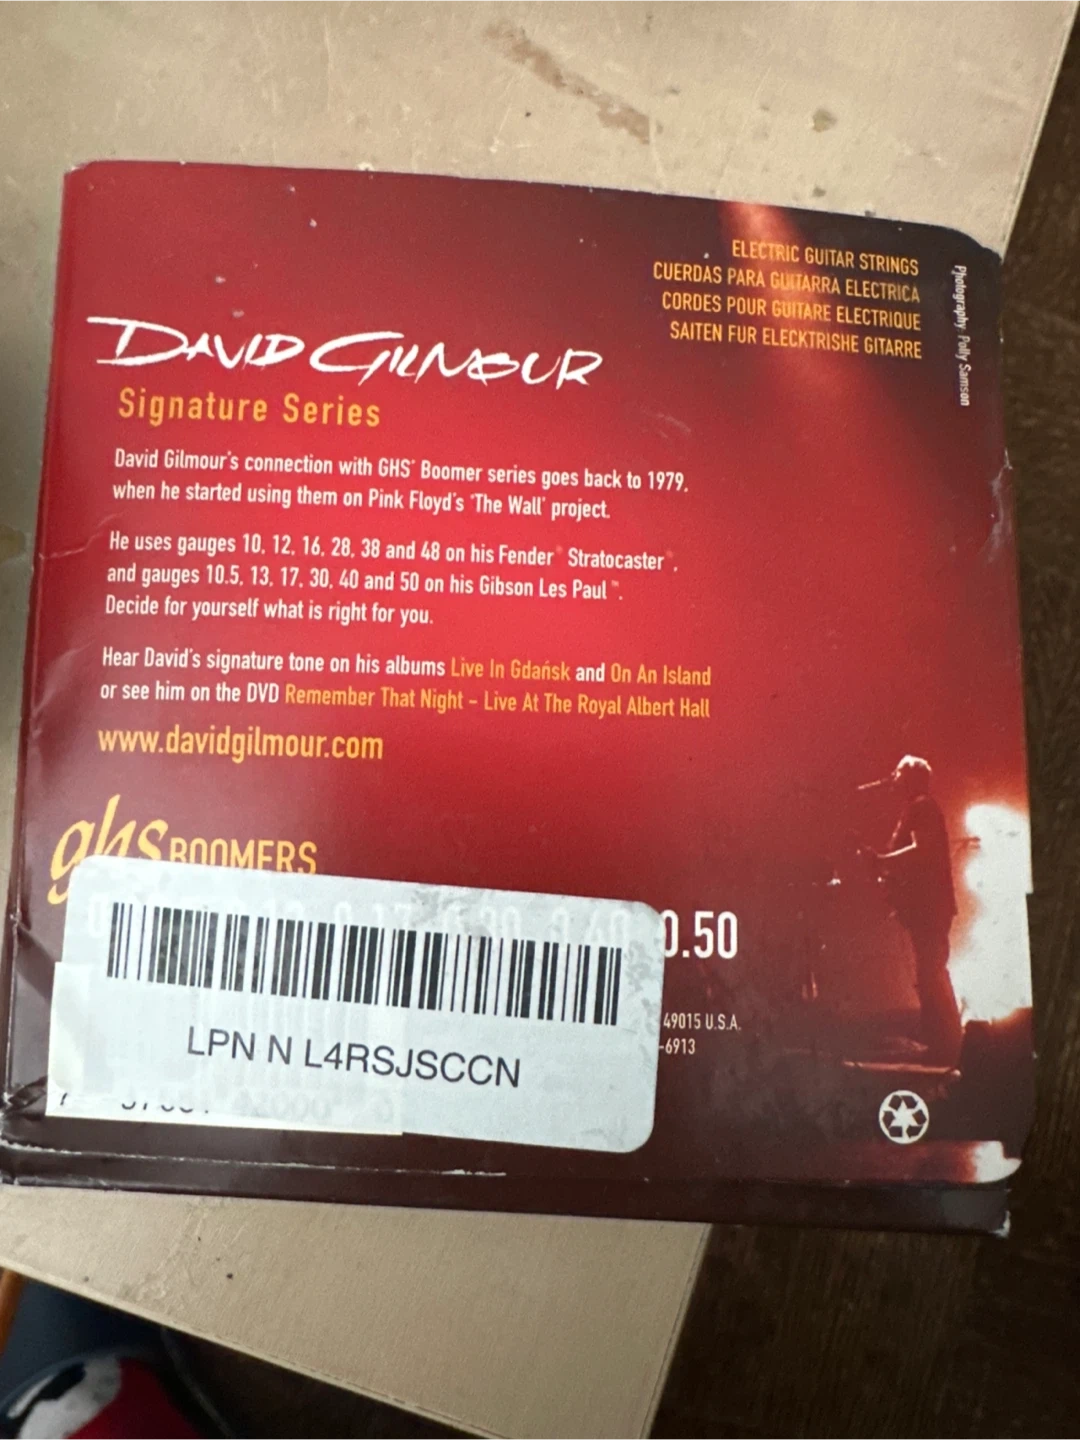 ELECTRIC GUITAR STRINGS
CUERDAS PARA GUITARRA ELECTRICA
CORDES POUR GUITARE ELECTRIQUE
SAITEN FUR ELECKTRISHE GITARRE
Photography: Polly Samson
DAVID GILMOUR
Signature Series
David Gilmour's connection with GHS® Boomer series goes back to 1979,
when he started using them on Pink Floyd's 'The Wall' project.
He uses gauges 10, 12, 16, 28, 38 and 48 on his Fender® Stratocaster®,
and gauges 10.5, 13, 17, 30, 40 and 50 on his Gibson Les Paul™.
Decide for yourself what is right for you.
Hear David's signature tone on his albums Live In Gdańsk and On An Island
or see him on the DVD Remember That Night – Live At The Royal Albert Hall
www.davidgilmour.com
ghs BOOMERS
0.50
49015 U.S.A.
-6913
LPN N L4RSJSCCN